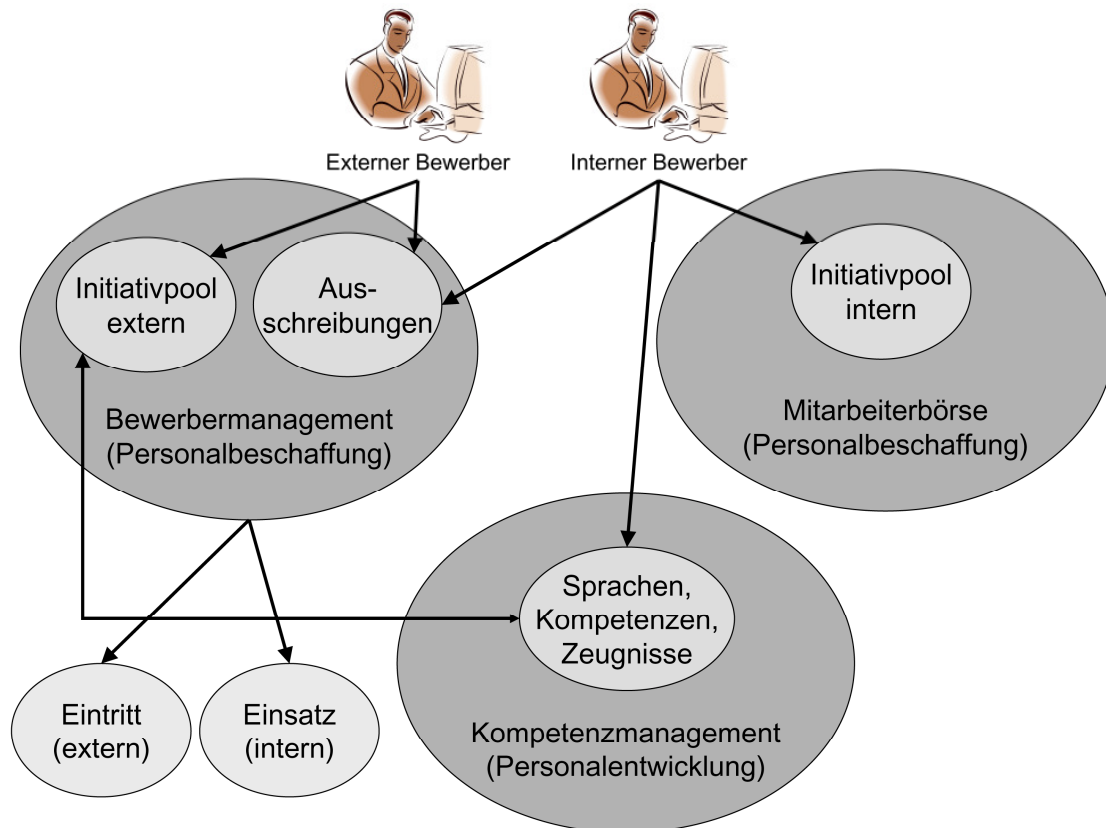 Externer Bewerber
Interner Bewerber
Initiativpool
extern
Aus-
schreibungen
Initiativpool
intern
Bewerbermanagement
(Personalbeschaffung)
Mitarbeiterbörse
(Personalbeschaffung)
Sprachen,
Kompetenzen,
Zeugnisse
Eintritt
(extern)
Einsatz
(intern)
Kompetenzmanagement
(Personalentwicklung)